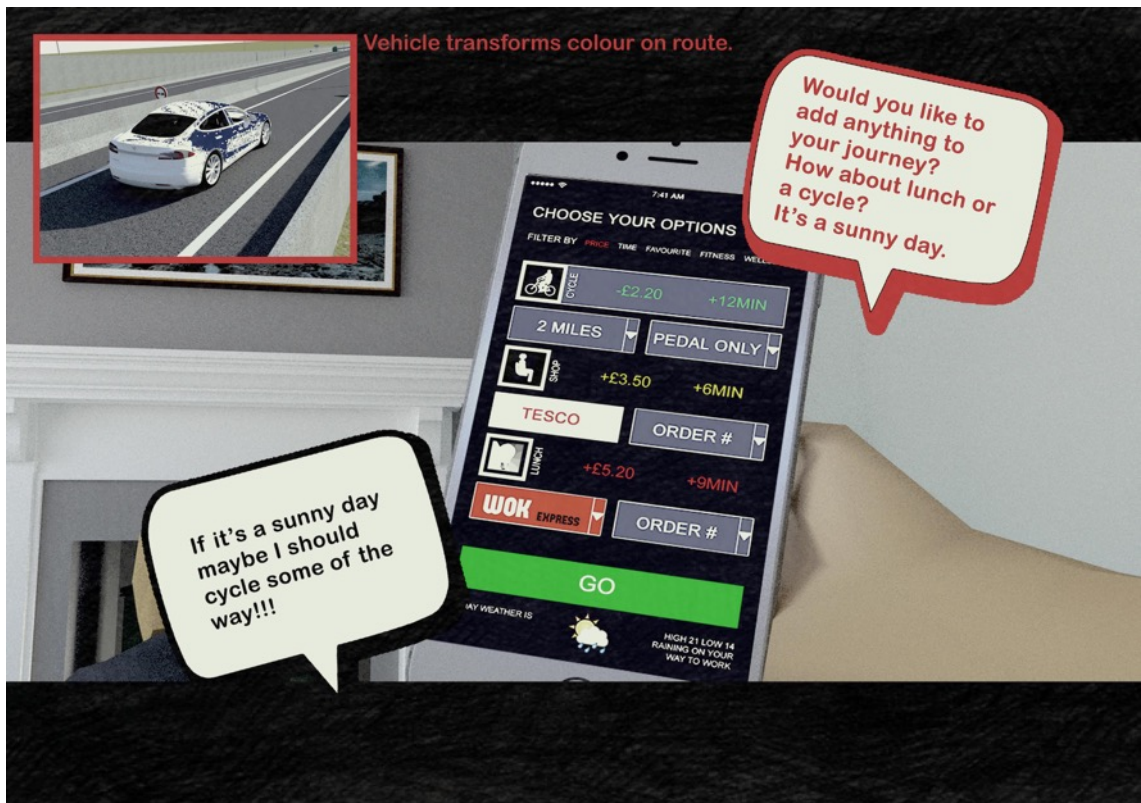 Vehicle transforms colour on route.
Would you like to
add anything to
your journey?
How about lunch or
a cycle?
It's a sunny day.
7:41 AM
CHOOSE YOUR OPTIONS
FILTER BY PRICE TIME FAVOURITE FITNESS
CYCLE -£2.20 +12MIN
2 MILES PEDAL ONLY
SHOP +£3.50 +6MIN
TESCO ORDER #
LUNCH +£5.20 +9MIN
WOK EXPRESS ORDER #
GO
WEATHER IS
HIGH 21 LOW 14
RAINING ON YOUR
WAY TO WORK
If it's a sunny day
maybe I should
cycle some of the
way!!!